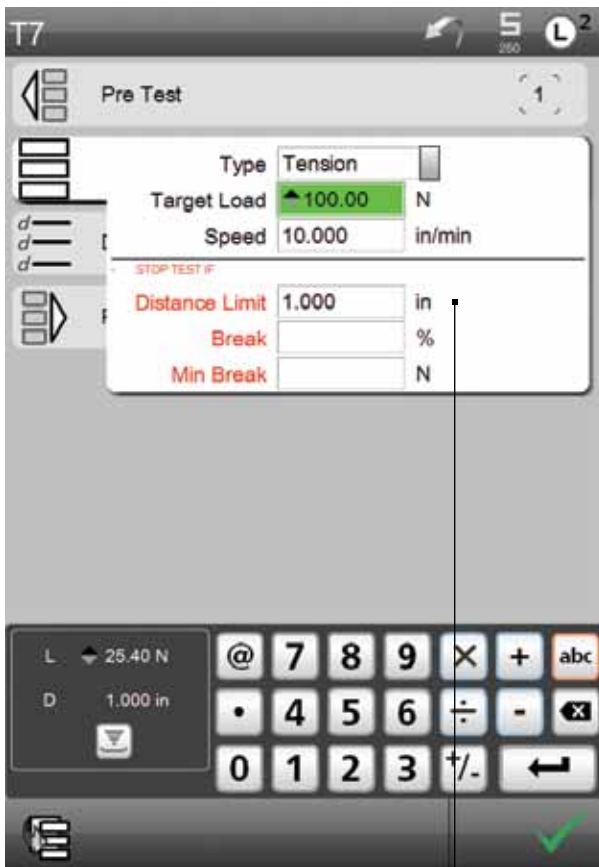 T7
S
250
L 2
Pre Test 1
Type Tension
Target Load 100.00 N
Speed 10.000 in/min
d
d
d
STOP TEST IF
Distance Limit 1.000 in
Break %
Min Break N
L 25.40 N
D 1.000 in
@ 7 8 9 × + abc
• 4 5 6 ÷ -
0 1 2 3 +/-